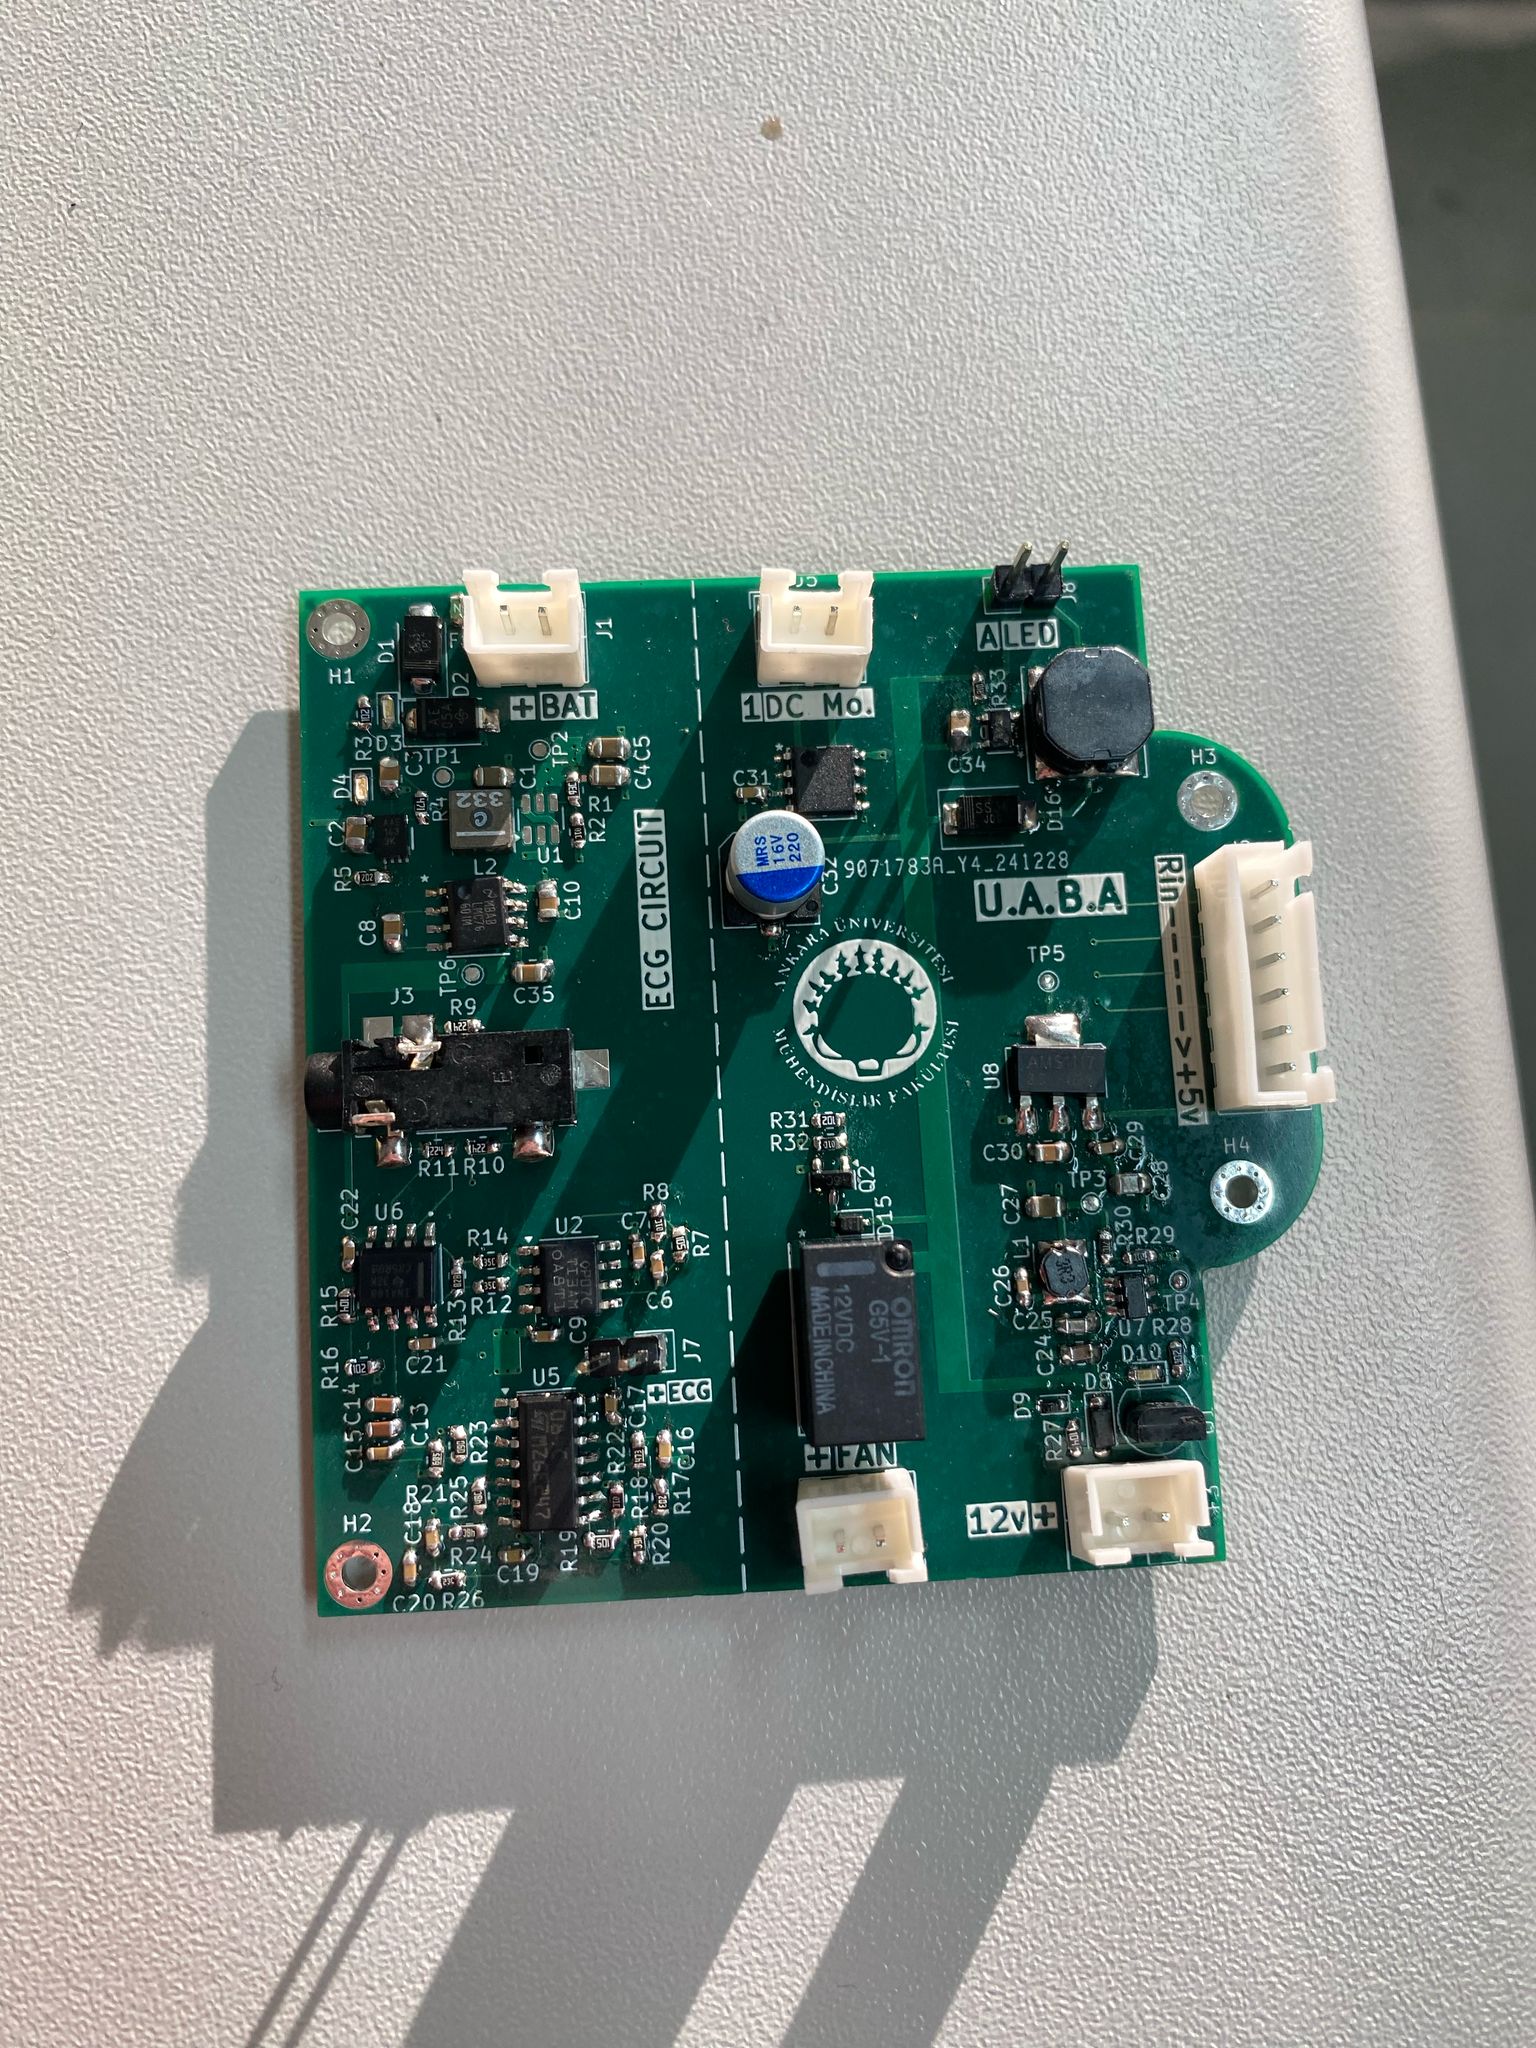 J1
J8
D1
H1
D2
+BAT
1DC Mo.
A LED
R33
R3
D3
TP1
TP2
C5
C4
D4
C3
C1
R4
332
R1
R2
C31
C34
D16
H3
C2
U1
L2
R5
MRS
16V
220
C32
9071783A_Y4_241228
U.A.B.A
Rin----->+5v
C8
C10
ECG CIRCUIT
TP6
C35
TP5
ANKARA ÜNİVERSİTESİ
MÜHENDİSLİK FAKÜLTESİ
J3
R9
U8
R11
R10
R31
R32
C30
C29
H4
Q2
TP3
C28
C27
C22
U6
R8
R14
U2
C7
R7
D15
R30
R29
L1
C26
R15
R13
R12
C6
C9
C25
TP4
U7
R28
C21
R16
J7
omron
G5V-1
12VDC
MADE IN CHINA
C24
D10
U5
+ECG
C14
C15
C13
C17
D9
D8
R27
R23
R22
C16
+FAN
R21
R25
R18
R17
12v+
H2
C18
R24
R19
R20
C19
C20
R26